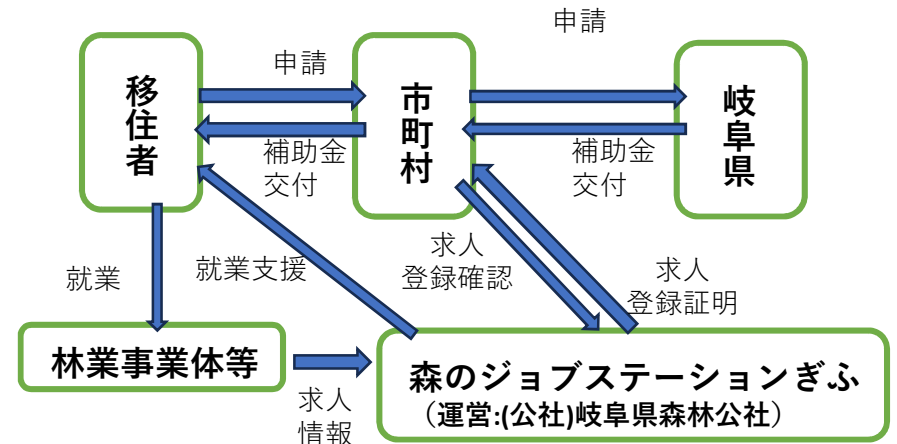 申請
申請
移住者
市町村
岐阜県
補助金
交付
補助金
交付
就業
就業支援
求人
登録確認
求人
登録証明
林業事業体等
求人
情報
森のジョブステーションぎふ
（運営:(公社)岐阜県森林公社）